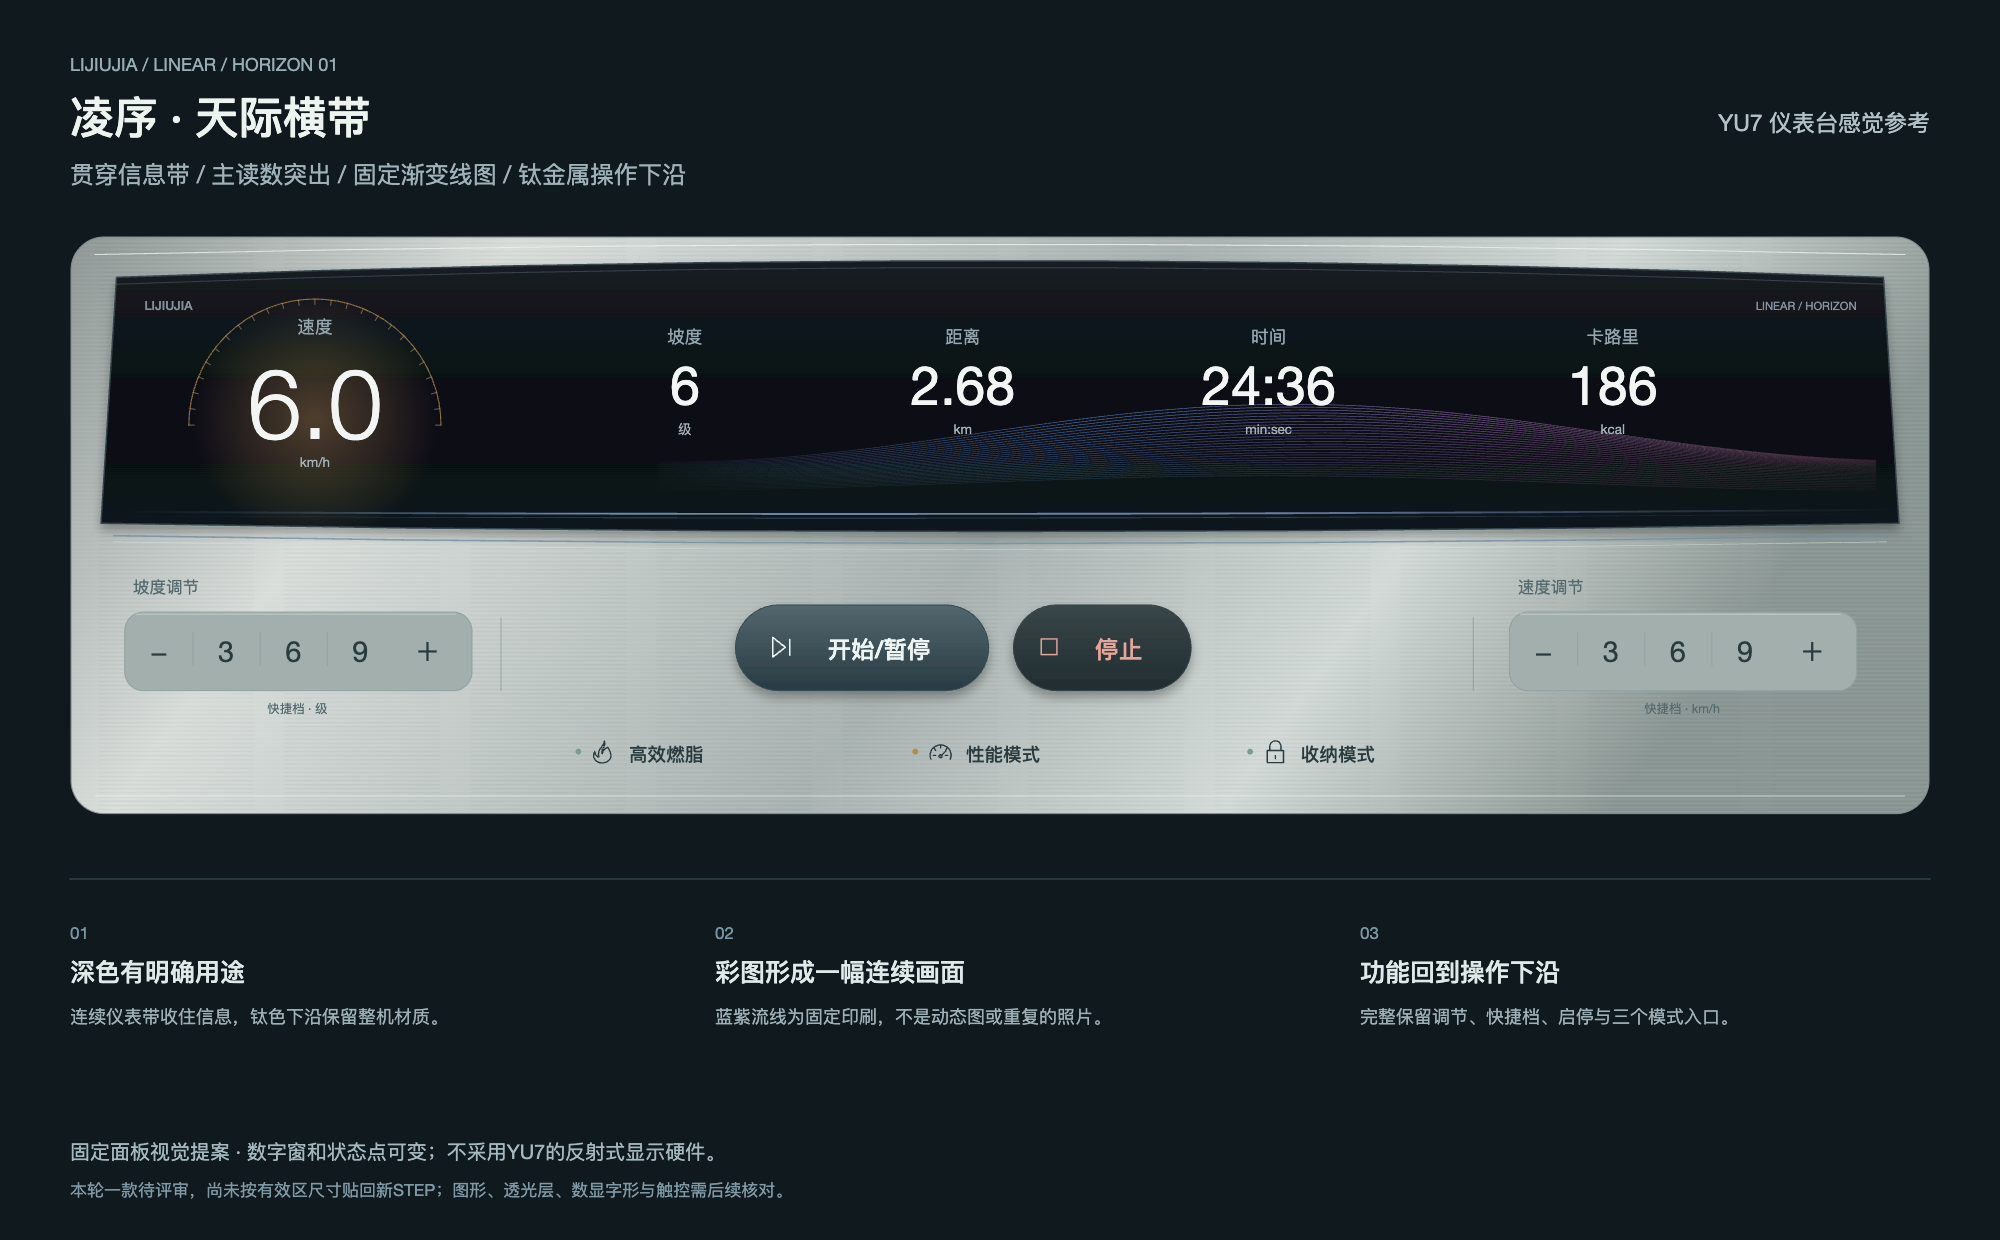 LIJIUJIA / LINEAR / HORIZON 01
凌序 · 天际横带
YU7 仪表台感觉参考
贯穿信息带 / 主读数突出 / 固定渐变线图 / 钛金属操作下沿
LIJIUJIA
LINEAR / HORIZON
速度
6.0
km/h
坡度
6
级
距离
2.68
km
时间
24:36
min:sec
卡路里
186
kcal
坡度调节
− 3 6 9 +
快捷档 · 级
开始/暂停
停止
速度调节
− 3 6 9 +
快捷档 · km/h
高效燃脂
性能模式
收纳模式
01
深色有明确用途
连续仪表带收住信息，钛色下沿保留整机材质。
02
彩图形成一幅连续画面
蓝紫流线为固定印刷，不是动态图或重复的照片。
03
功能回到操作下沿
完整保留调节、快捷档、启停与三个模式入口。
固定面板视觉提案 · 数字窗和状态点可变；不采用YU7的反射式显示硬件。
本轮一款待评审，尚未按有效区尺寸贴回新STEP；图形、透光层、数显字形与触控需后续核对。